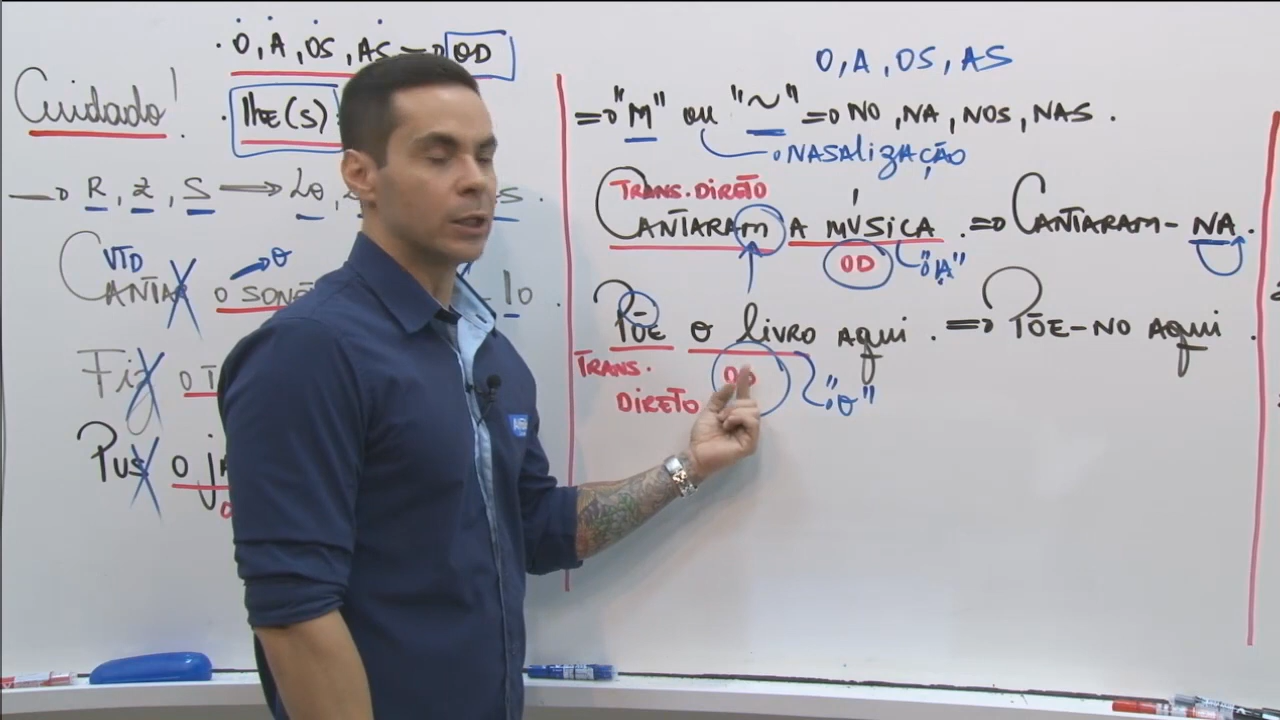 . O, A, OS, AS → OD
Cuidado!
. lhe(s)
→ R, Z, S ⇒ LO,
VTD
CANTAR O SON
lo
Fiz O
PUS O
O, A, OS, AS
⇒ "M" ou "~" ⇒ NO, NA, NOS, NAS.
NASALIZAÇÃO
TRANS. DIRETO
CANTARAM A MÚSICA. ⇒ CANTARAM-NA.
OD "A"
PÕE O LIVRO AQUI. ⇒ PÕE-NO AQUI
TRANS. OD
DIRETO "O"